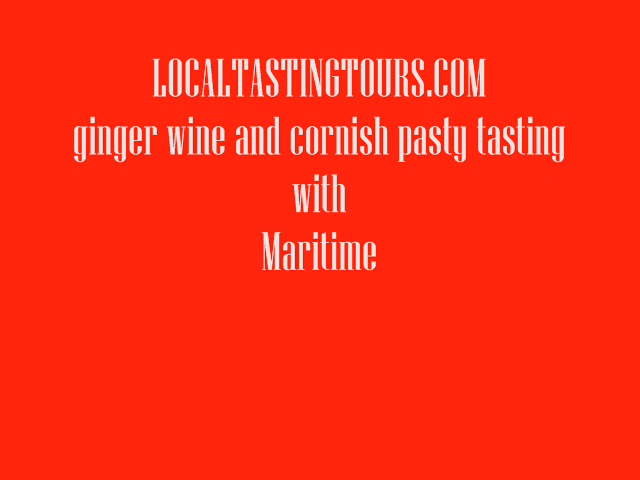 LOCALTASTINGTOURS.COM
ginger wine and cornish pasty tasting
with
Maritime